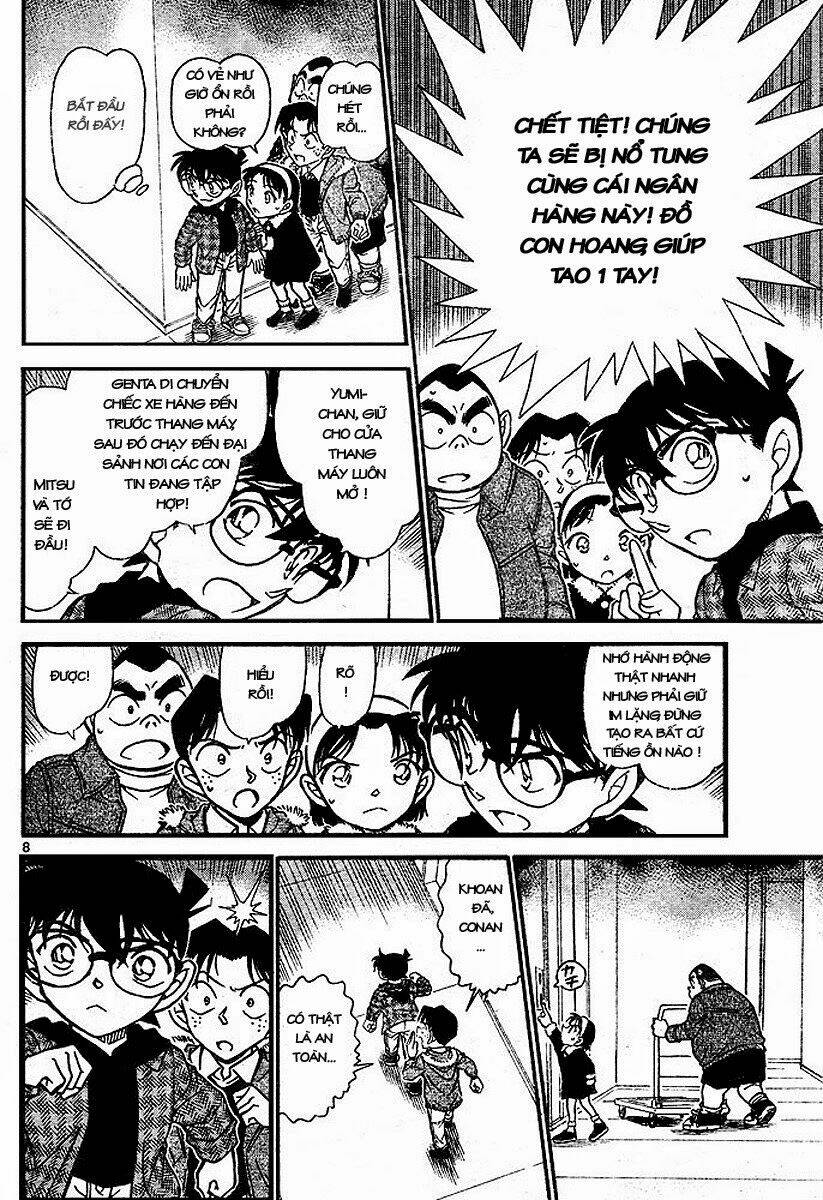 BẮT ĐẦU
RỒI ĐẤY!
CÓ VẺ NHƯ
GIỜ ỔN RỒI
PHẢI
KHÔNG?
CHÚNG
HÉT
RỒI...
CHẾT TIỆT! CHÚNG
TA SẼ BỊ NỔ TUNG
CÙNG CÁI NGÂN
HÀNG NÀY! ĐỒ
CON HOANG, GIÚP
TAO 1 TAY!
YUMI-
CHAN, GIỮ
CHO CỬA
THANG
MÁY LUÔN
MỞ !
GENTA DI CHUYỂN
CHIẾC XE HÀNG ĐẾN
TRƯỚC THANG MÁY,
SAU ĐÓ CHẠY ĐẾN ĐẠI
SẢNH NƠI CÁC CON
TIN ĐANG TẬP
HỢP!
MITSU
VÀ TỚ
SẼ ĐI
ĐẦU!
ĐƯỢC!
HIỂU
RỒI!
RÕ
!
NHỚ HÀNH ĐỘNG
THẬT NHANH
NHƯNG PHẢI GIỮ
IM LẶNG ĐỪNG
TẠO RA BẤT CỨ
TIẾNG ỒN NÀO !
8
KHOAN
ĐÃ,
CONAN
...
CÓ THẬT
LÀ AN
TOÀN...
カチ